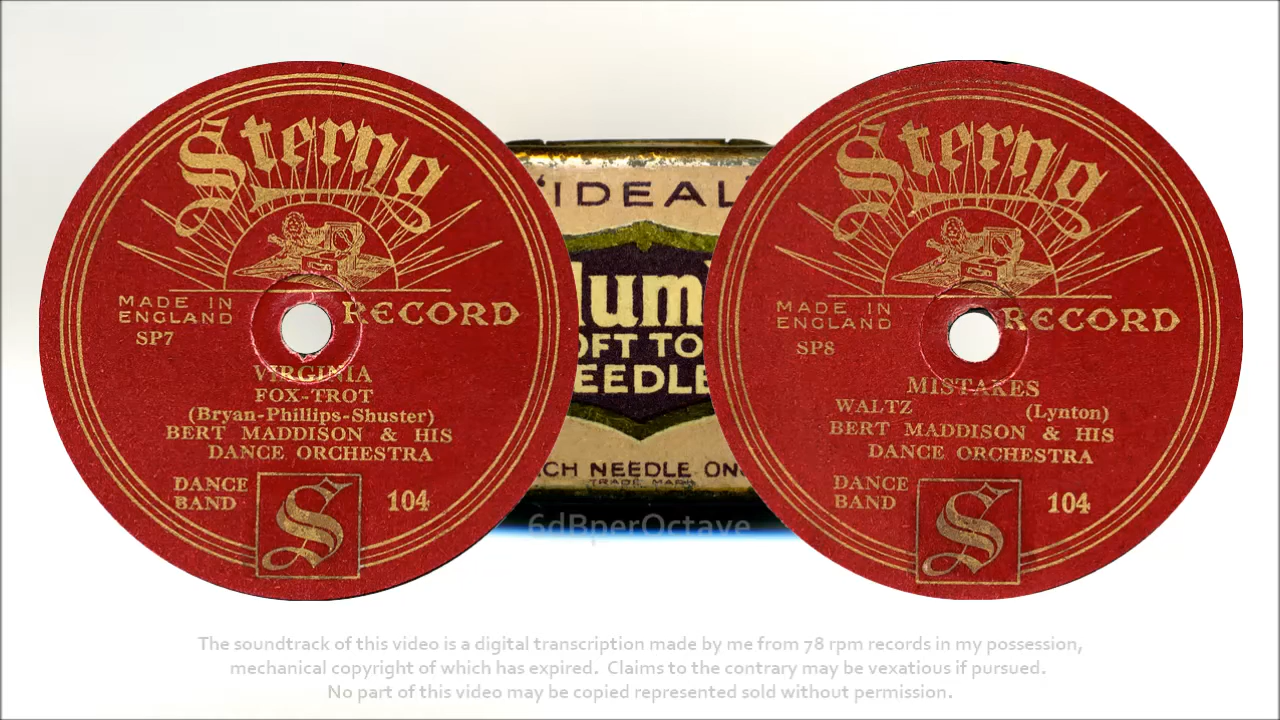 Sterno
MADE IN
ENGLAND
RECORD
SP7
VIRGINIA
FOX-TROT
(Bryan-Phillips-Shuster)
BERT MADDISON & HIS
DANCE ORCHESTRA
DANCE
BAND
S
104
"IDEAL"
OFT TO
EEDLE
CH NEEDLE ON
TRADE MARK
6dBperOctave
Sterno
MADE IN
ENGLAND
RECORD
SP8
MISTAKES
WALTZ (Lynton)
BERT MADDISON & HIS
DANCE ORCHESTRA
DANCE
BAND
S
104
The soundtrack of this video is a digital transcription made by me from 78 rpm records in my possession,
mechanical copyright of which has expired. Claims to the contrary may be vexatious if pursued.
No part of this video may be copied represented sold without permission.